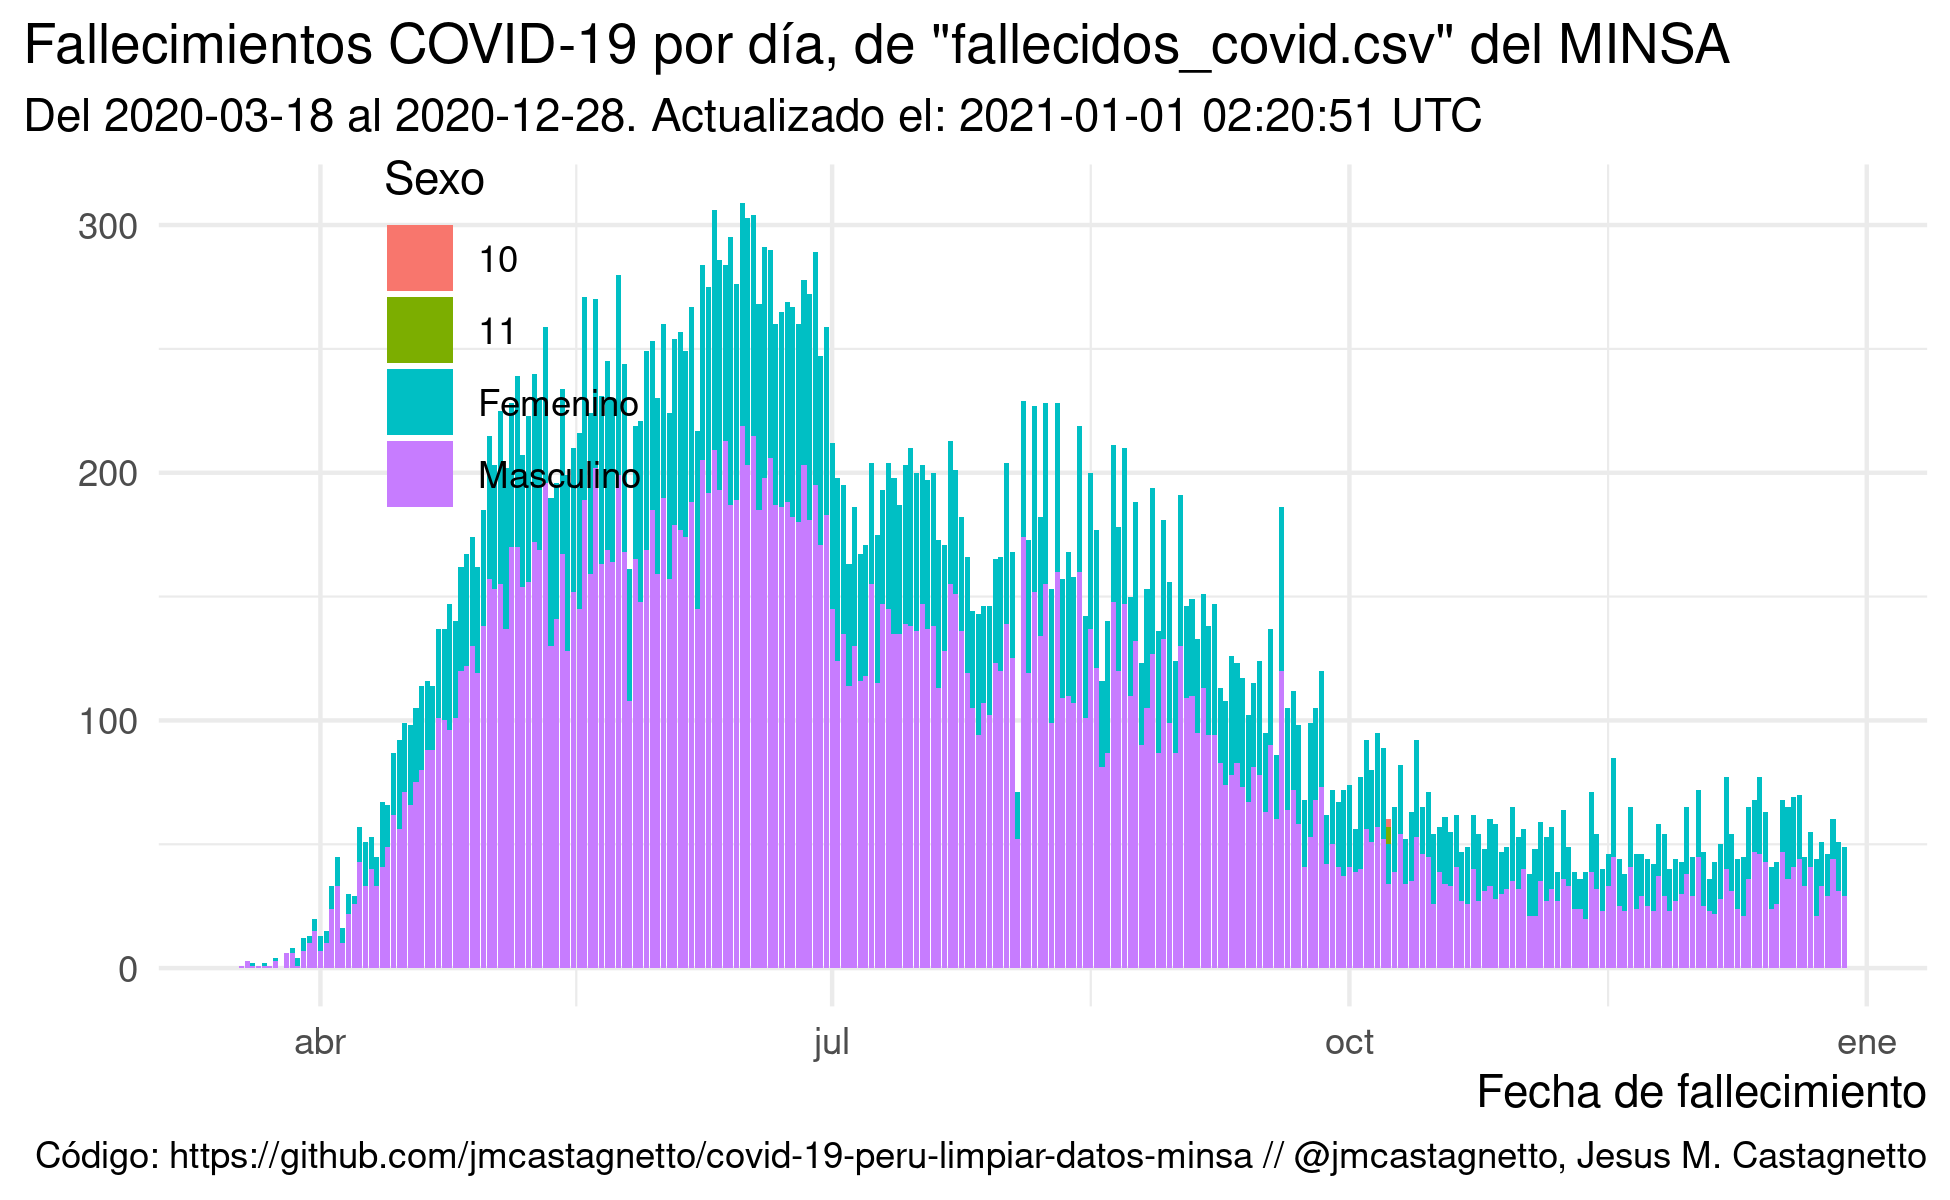 Fallecimientos COVID-19 por día, de "fallecidos_covid.csv" del MINSA
Del 2020-03-18 al 2020-12-28. Actualizado el: 2021-01-01 02:20:51 UTC
Sexo
10
11
Femenino
Masculino
300
200
100
0
abr jul oct ene
Fecha de fallecimiento
Código: https://github.com/jmcastagnetto/covid-19-peru-limpiar-datos-minsa // @jmcastagnetto, Jesus M. Castagnetto